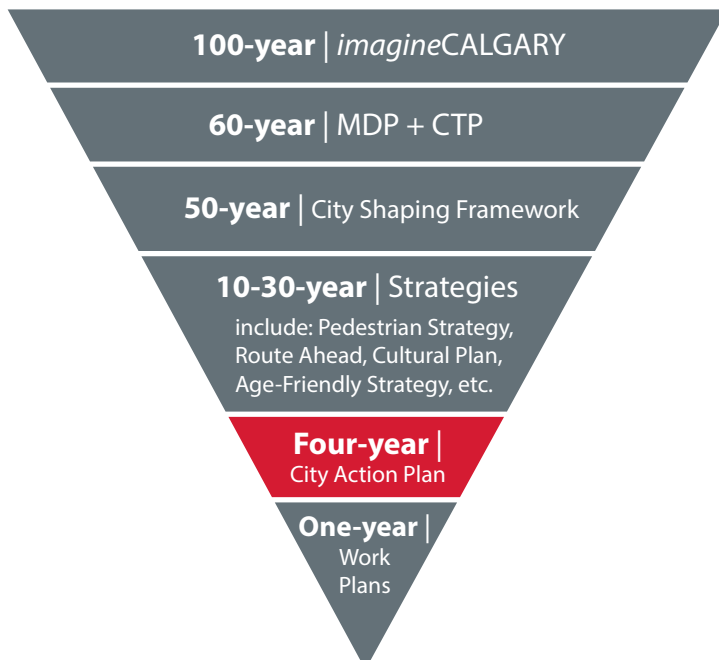 100-year | imagineCALGARY
60-year | MDP + CTP
50-year | City Shaping Framework
10-30-year | Strategies
include: Pedestrian Strategy,
Route Ahead, Cultural Plan,
Age-Friendly Strategy, etc.
Four-year |
City Action Plan
One-year |
Work
Plans